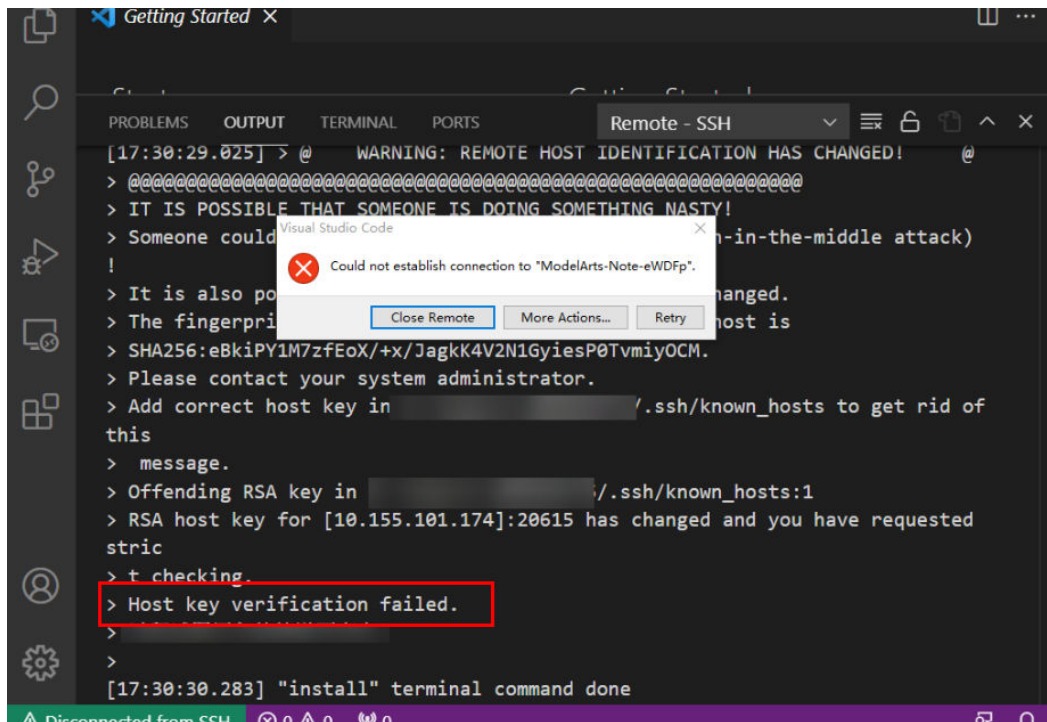 Getting Started
PROBLEMS OUTPUT TERMINAL PORTS Remote - SSH
[17:30:29.025] > @ WARNING: REMOTE HOST IDENTIFICATION HAS CHANGED! @
> @@@@@@@@@@@@@@@@@@@@@@@@@@@@@@@@@@@@@@@@@@@@@@@@@@@@@@@@@@@
> IT IS POSSIBLE THAT SOMEONE IS DOING SOMETHING NASTY!
> Someone could n-in-the-middle attack)
!
> It is also po hanged.
> The fingerpri host is
Visual Studio Code
Could not establish connection to "ModelArts-Note-eWDFp".
Close Remote More Actions... Retry
> SHA256:eBkiPY1M7zfEoX/+x/JagkK4V2N1GyiesP0TvmiyOCM.
> Please contact your system administrator.
> Add correct host key in /.ssh/known_hosts to get rid of
this
> message.
> Offending RSA key in /.ssh/known_hosts:1
> RSA host key for [10.155.101.174]:20615 has changed and you have requested
stric
> t checking.
> Host key verification failed.
>
>
[17:30:30.283] "install" terminal command done
Disconnected from SSH 0 0 0